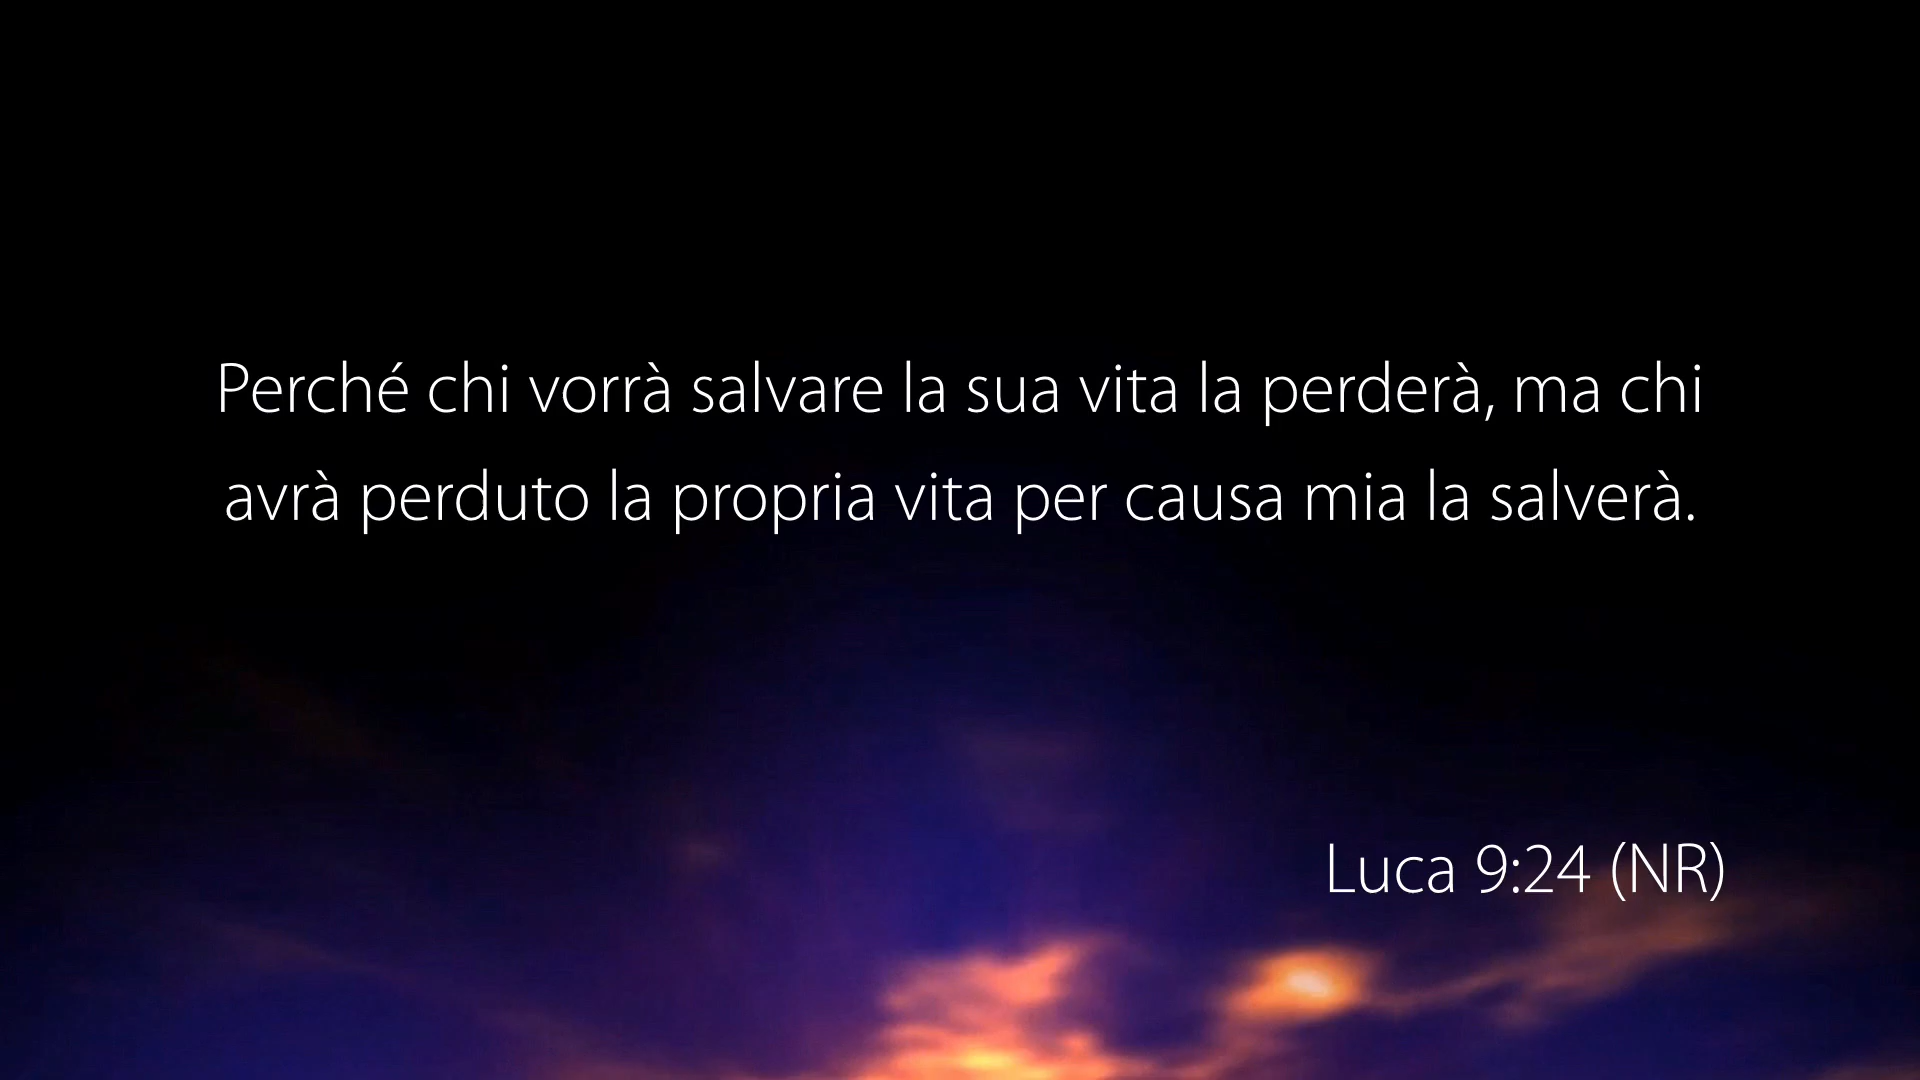 Perché chi vorrà salvare la sua vita la perderà, ma chi
avrà perduto la propria vita per causa mia la salverà.
Luca 9:24 (NR)